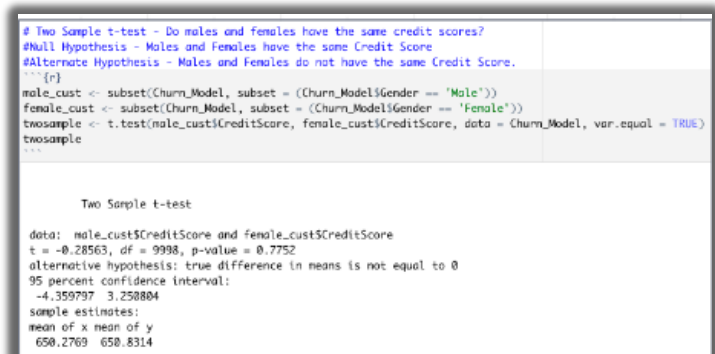 # Two Sample t-test - Do males and females have the same credit scores?
#Null Hypothesis - Males and Females have the same Credit Score
#Alternate Hypothesis - Males and Females do not have the same Credit Score.
```{r}
male_cust <- subset(Churn_Model, subset = (Churn_Model$Gender == 'Male'))
female_cust <- subset(Churn_Model, subset = (Churn_Model$Gender == 'Female'))
twosample <- t.test(male_cust$CreditScore, female_cust$CreditScore, data = Churn_Model, var.equal = TRUE)
twosample
```
Two Sample t-test
data: male_cust$CreditScore and female_cust$CreditScore
t = -0.28563, df = 9998, p-value = 0.7752
alternative hypothesis: true difference in means is not equal to 0
95 percent confidence interval:
-4.359797 3.250804
sample estimates:
mean of x mean of y
650.2769 650.8314